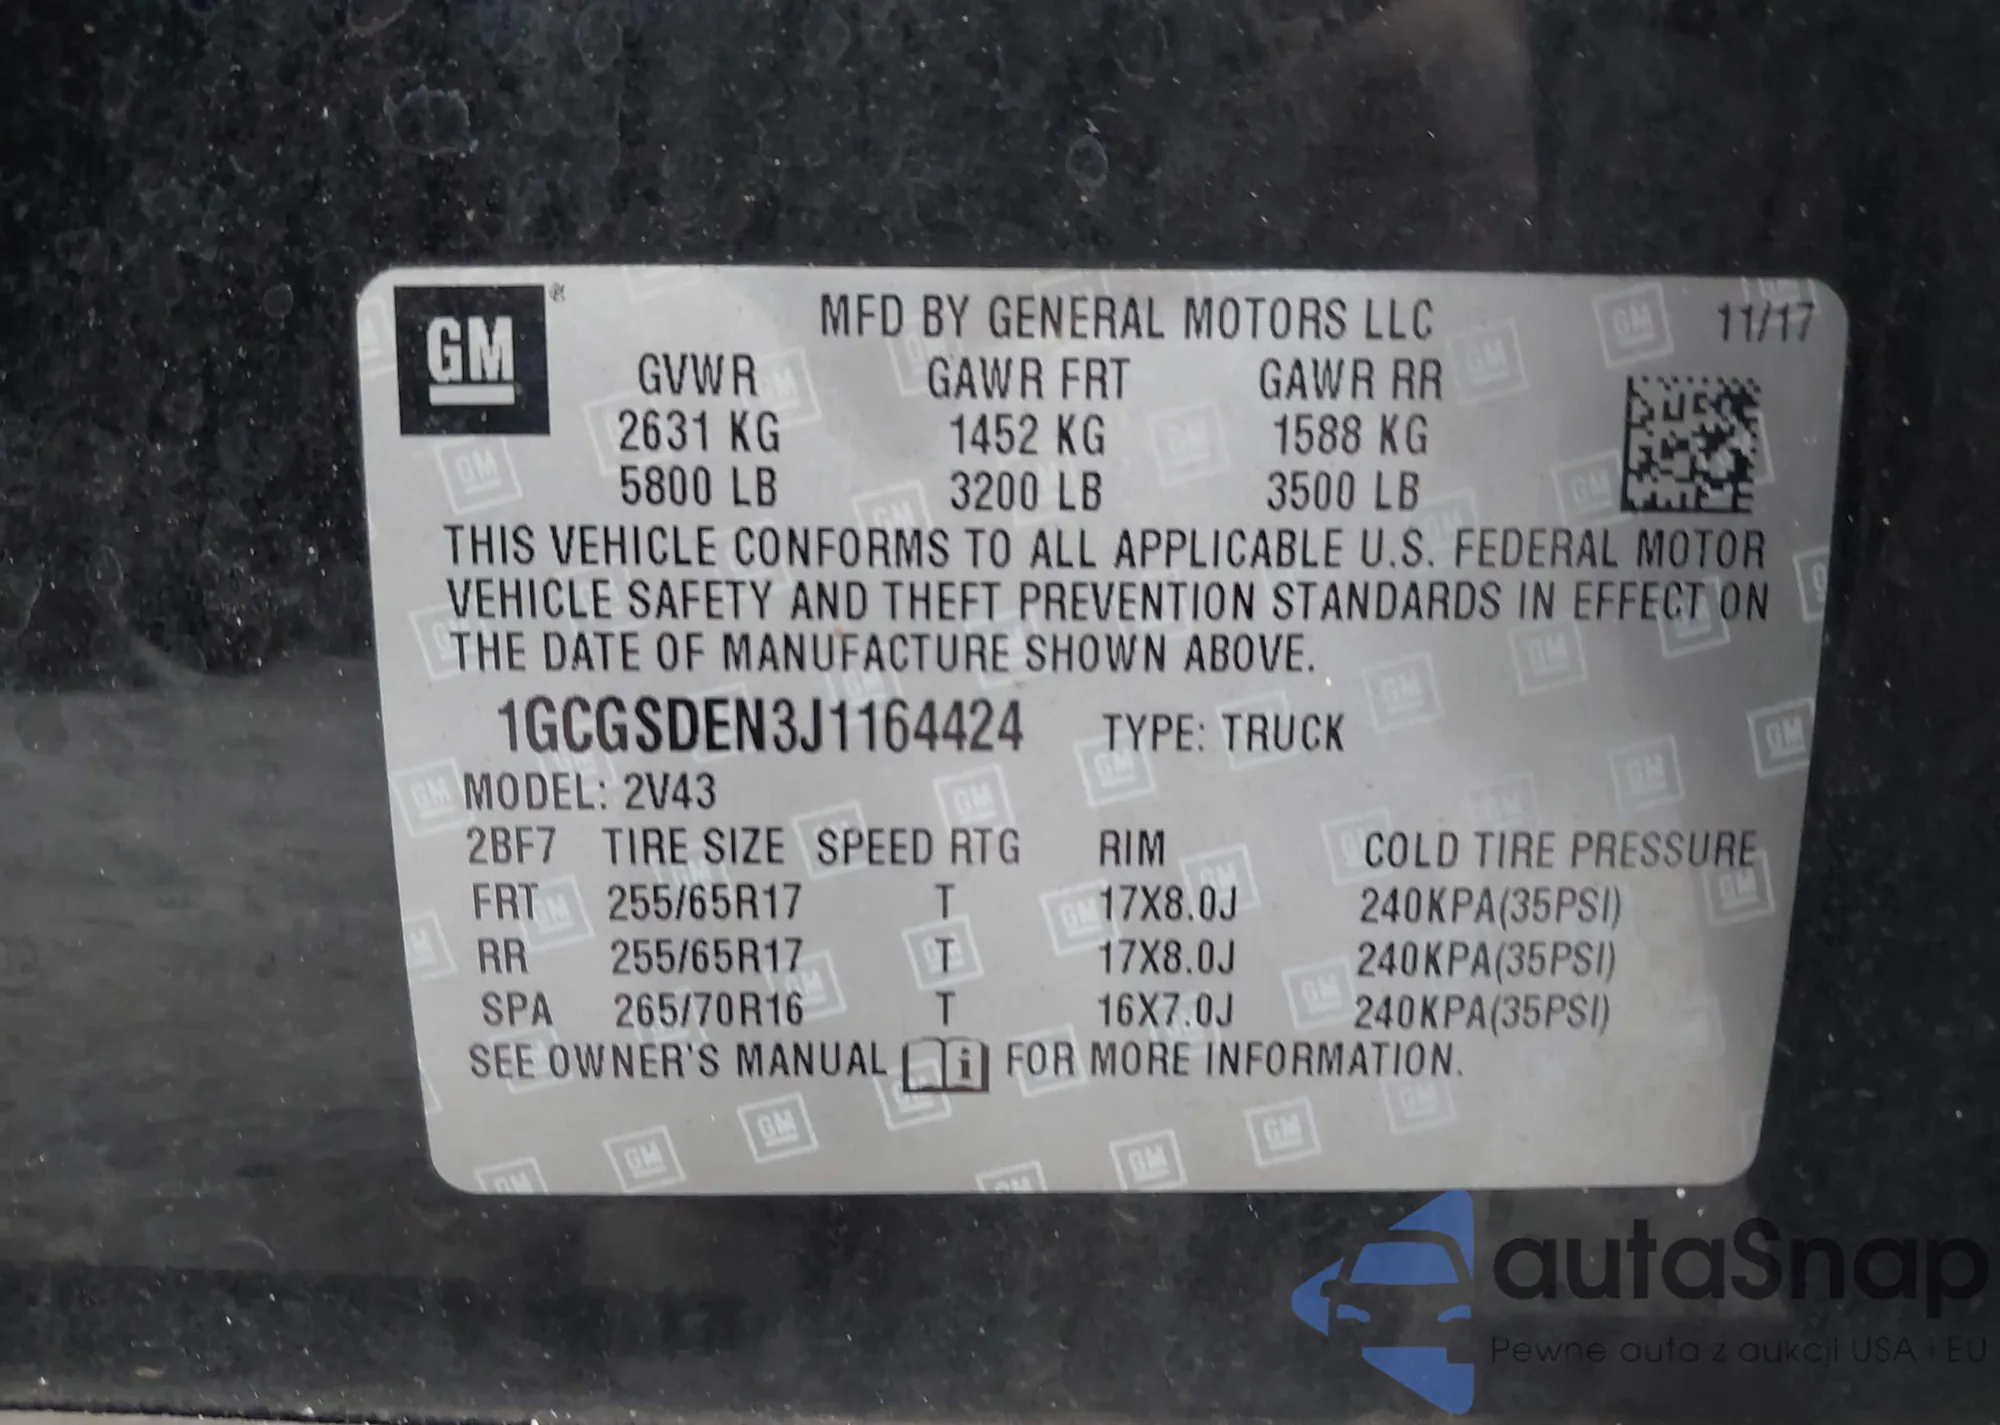 GM ®
MFD BY GENERAL MOTORS LLC 11/17
GVWR GAWR FRT GAWR RR
2631 KG 1452 KG 1588 KG
5800 LB 3200 LB 3500 LB
THIS VEHICLE CONFORMS TO ALL APPLICABLE U.S. FEDERAL MOTOR
VEHICLE SAFETY AND THEFT PREVENTION STANDARDS IN EFFECT ON
THE DATE OF MANUFACTURE SHOWN ABOVE.
1GCGSDEN3J1164424 TYPE: TRUCK
MODEL: 2V43
2BF7 TIRE SIZE SPEED RTG RIM COLD TIRE PRESSURE
FRT 255/65R17 T 17X8.0J 240KPA(35PSI)
RR 255/65R17 T 17X8.0J 240KPA(35PSI)
SPA 265/70R16 T 16X7.0J 240KPA(35PSI)
SEE OWNER'S MANUAL i FOR MORE INFORMATION.
autaSnap
Pewne auta z aukcji USA i EU